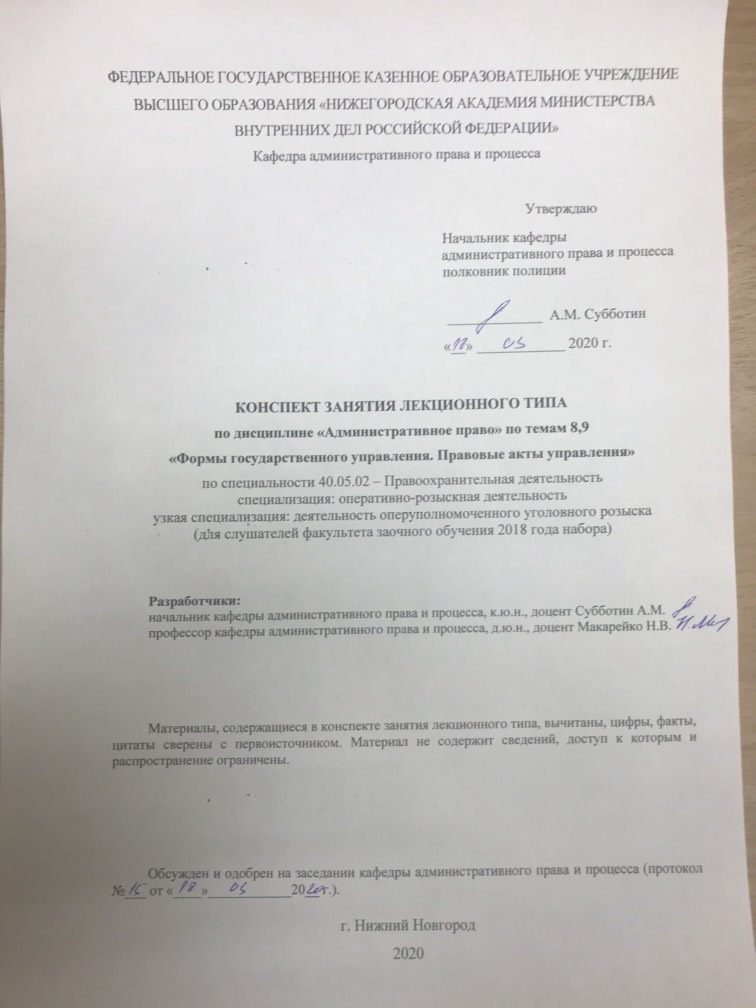 ФЕДЕРАЛЬНОЕ ГОСУДАРСТВЕННОЕ КАЗЕННОЕ ОБРАЗОВАТЕЛЬНОЕ УЧРЕЖДЕНИЕ
ВЫСШЕГО ОБРАЗОВАНИЯ «НИЖЕГОРОДСКАЯ АКАДЕМИЯ МИНИСТЕРСТВА
ВНУТРЕННИХ ДЕЛ РОССИЙСКОЙ ФЕДЕРАЦИИ»
Кафедра административного права и процесса
Утверждаю
Начальник кафедры
административного права и процесса
полковник полиции
____________ А.М. Субботин
«18» 03 2020 г.
КОНСПЕКТ ЗАНЯТИЯ ЛЕКЦИОННОГО ТИПА
по дисциплине «Административное право» по темам 8,9
«Формы государственного управления. Правовые акты управления»
по специальности 40.05.02 – Правоохранительная деятельность
специализация: оперативно-розыскная деятельность
узкая специализация: деятельность оперуполномоченного уголовного розыска
(для слушателей факультета заочного обучения 2018 года набора)
Разработчики:
начальник кафедры административного права и процесса, к.ю.н., доцент Субботин А.М.
профессор кафедры административного права и процесса, д.ю.н., доцент Макарейко Н.В.
Материалы, содержащиеся в конспекте занятия лекционного типа, вычитаны, цифры, факты,
цитаты сверены с первоисточником. Материал не содержит сведений, доступ к которым и
распространение ограничены.
Обсужден и одобрен на заседании кафедры административного права и процесса (протокол
№ 15 от «18» 03 2020г.).
г. Нижний Новгород
2020